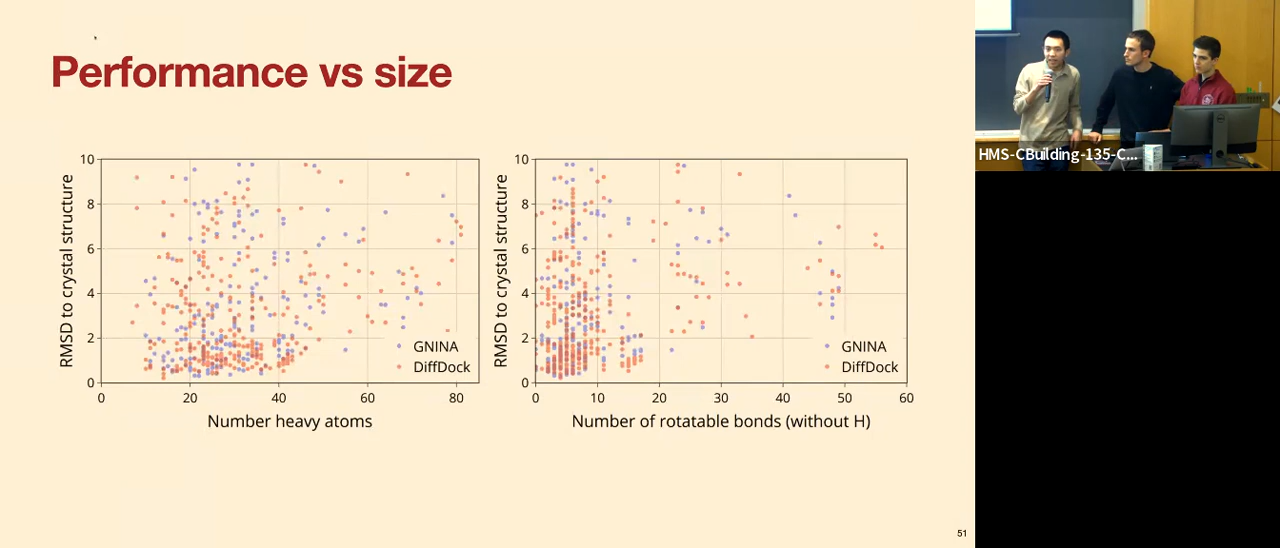 Performance vs size
RMSD to crystal structure
10
8
6
4
2
0
0
20
40
60
80
Number heavy atoms
GNINA
DiffDock
RMSD to crystal structure
10
8
6
4
2
0
0
10
20
30
40
50
60
Number of rotatable bonds (without H)
GNINA
DiffDock
51
HMS-CBuilding-135-C...